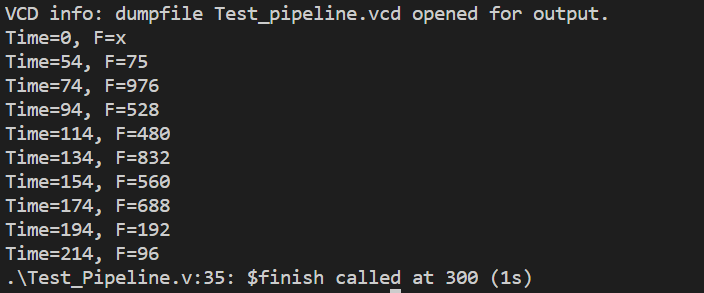 VCD info: dumpfile Test_pipeline.vcd opened for output.
Time=0, F=x
Time=54, F=75
Time=74, F=976
Time=94, F=528
Time=114, F=480
Time=134, F=832
Time=154, F=560
Time=174, F=688
Time=194, F=192
Time=214, F=96
.\Test_Pipeline.v:35: $finish called at 300 (1s)